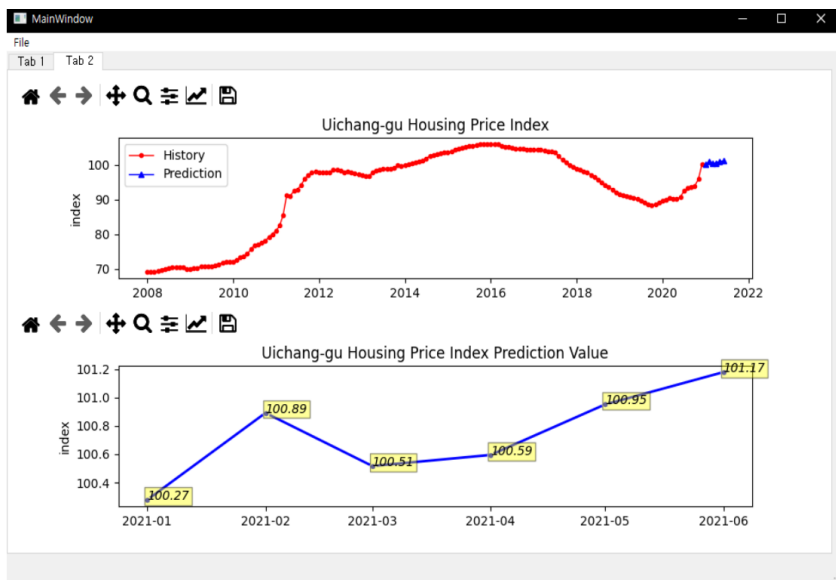 MainWindow
File
Tab 1 Tab 2
Uichang-gu Housing Price Index
History
Prediction
index
100
90
80
70
2008 2010 2012 2014 2016 2018 2020 2022
Uichang-gu Housing Price Index Prediction Value
index
101.2
101.0
100.8
100.6
100.4
100.27
100.89
100.51
100.59
100.95
101.17
2021-01 2021-02 2021-03 2021-04 2021-05 2021-06